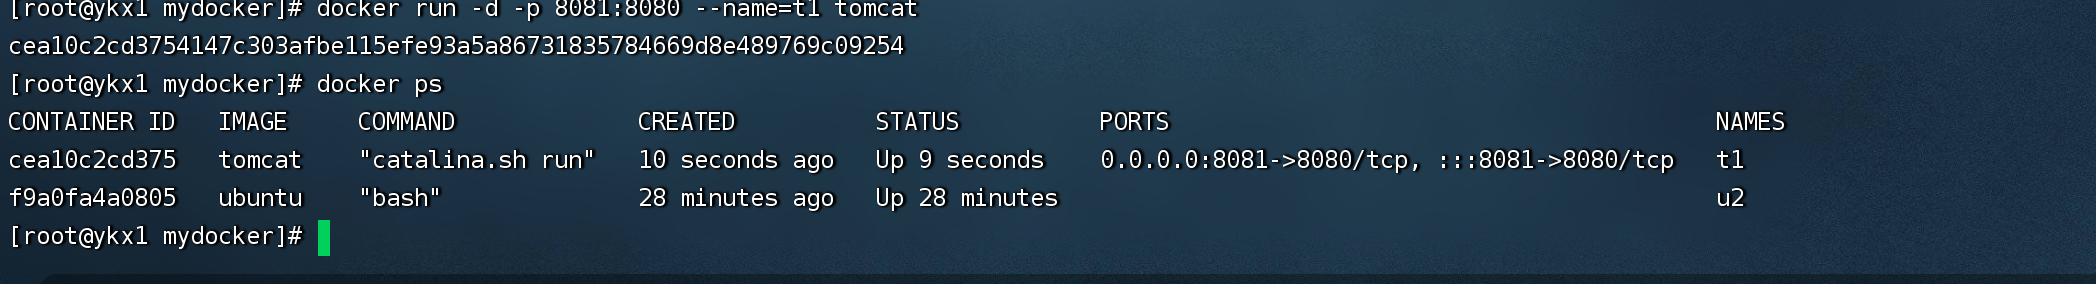 [root@ykx1 mydocker]# docker run -d -p 8081:8080 --name=t1 tomcat
cea10c2cd3754147c303afbe115efe93a5a86731835784669d8e489769c09254
[root@ykx1 mydocker]# docker ps
CONTAINER ID   IMAGE     COMMAND             CREATED          STATUS          PORTS                                       NAMES
cea10c2cd375   tomcat    "catalina.sh run"   10 seconds ago   Up 9 seconds    0.0.0.0:8081->8080/tcp, :::8081->8080/tcp   t1
f9a0fa4a0805   ubuntu    "bash"              28 minutes ago   Up 28 minutes                                               u2
[root@ykx1 mydocker]#